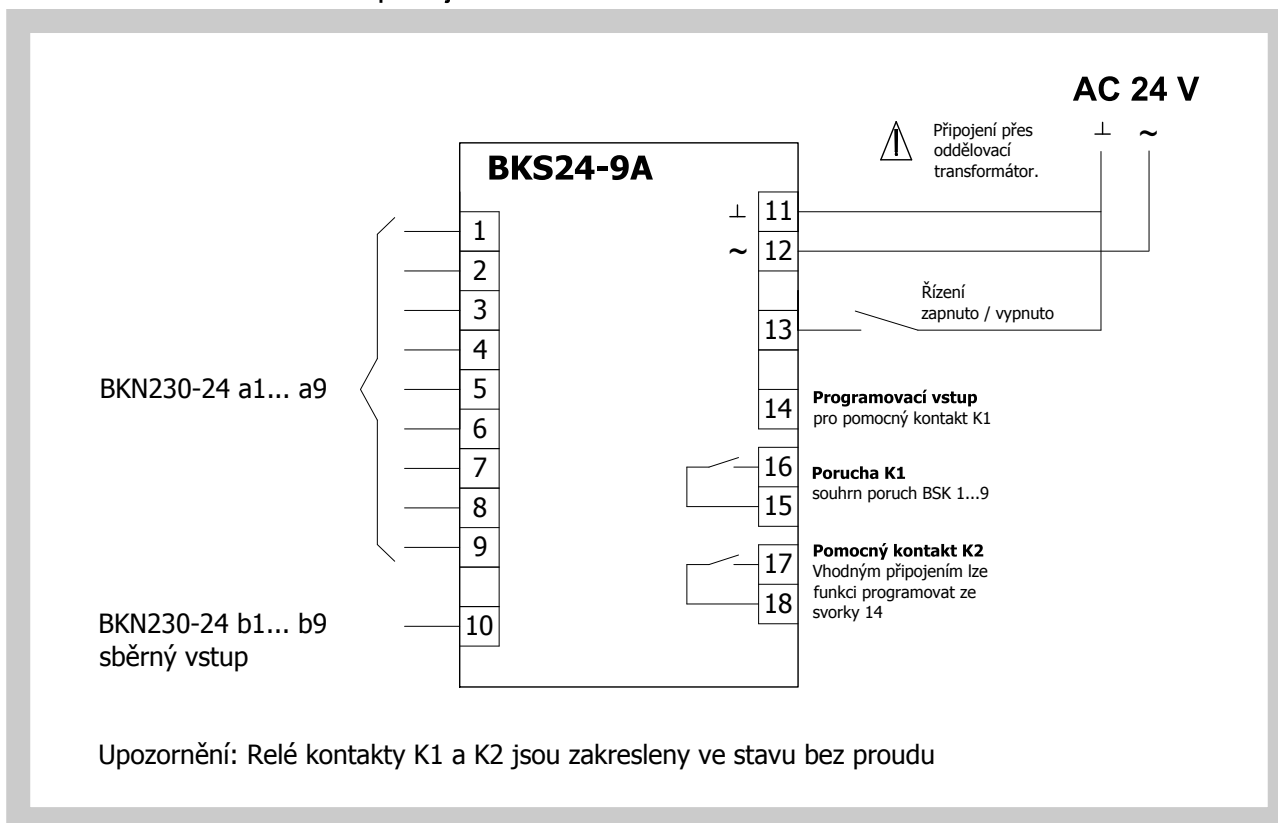 AC 24 V
Připojení přes
oddělovací
transformátor.
⊥ ~
BKS24-9A
1
2
3
4
5
6
7
8
9
10
BKN230-24 a1... a9
BKN230-24 b1... b9
sběrný vstup
⊥ 11
~ 12
13
Řízení
zapnuto / vypnuto
14
Programovací vstup
pro pomocný kontakt K1
16
15
Porucha K1
souhrn poruch BSK 1...9
17
18
Pomocný kontakt K2
Vhodným připojením lze
funkci programovat ze
svorky 14
Upozornění: Relé kontakty K1 a K2 jsou zakresleny ve stavu bez proudu